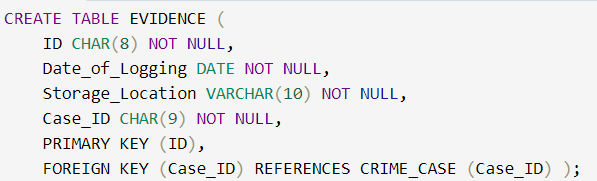 CREATE TABLE EVIDENCE (
    ID CHAR(8) NOT NULL,
    Date_of_Logging DATE NOT NULL,
    Storage_Location VARCHAR(10) NOT NULL,
    Case_ID CHAR(9) NOT NULL,
    PRIMARY KEY (ID),
    FOREIGN KEY (Case_ID) REFERENCES CRIME_CASE (Case_ID) );